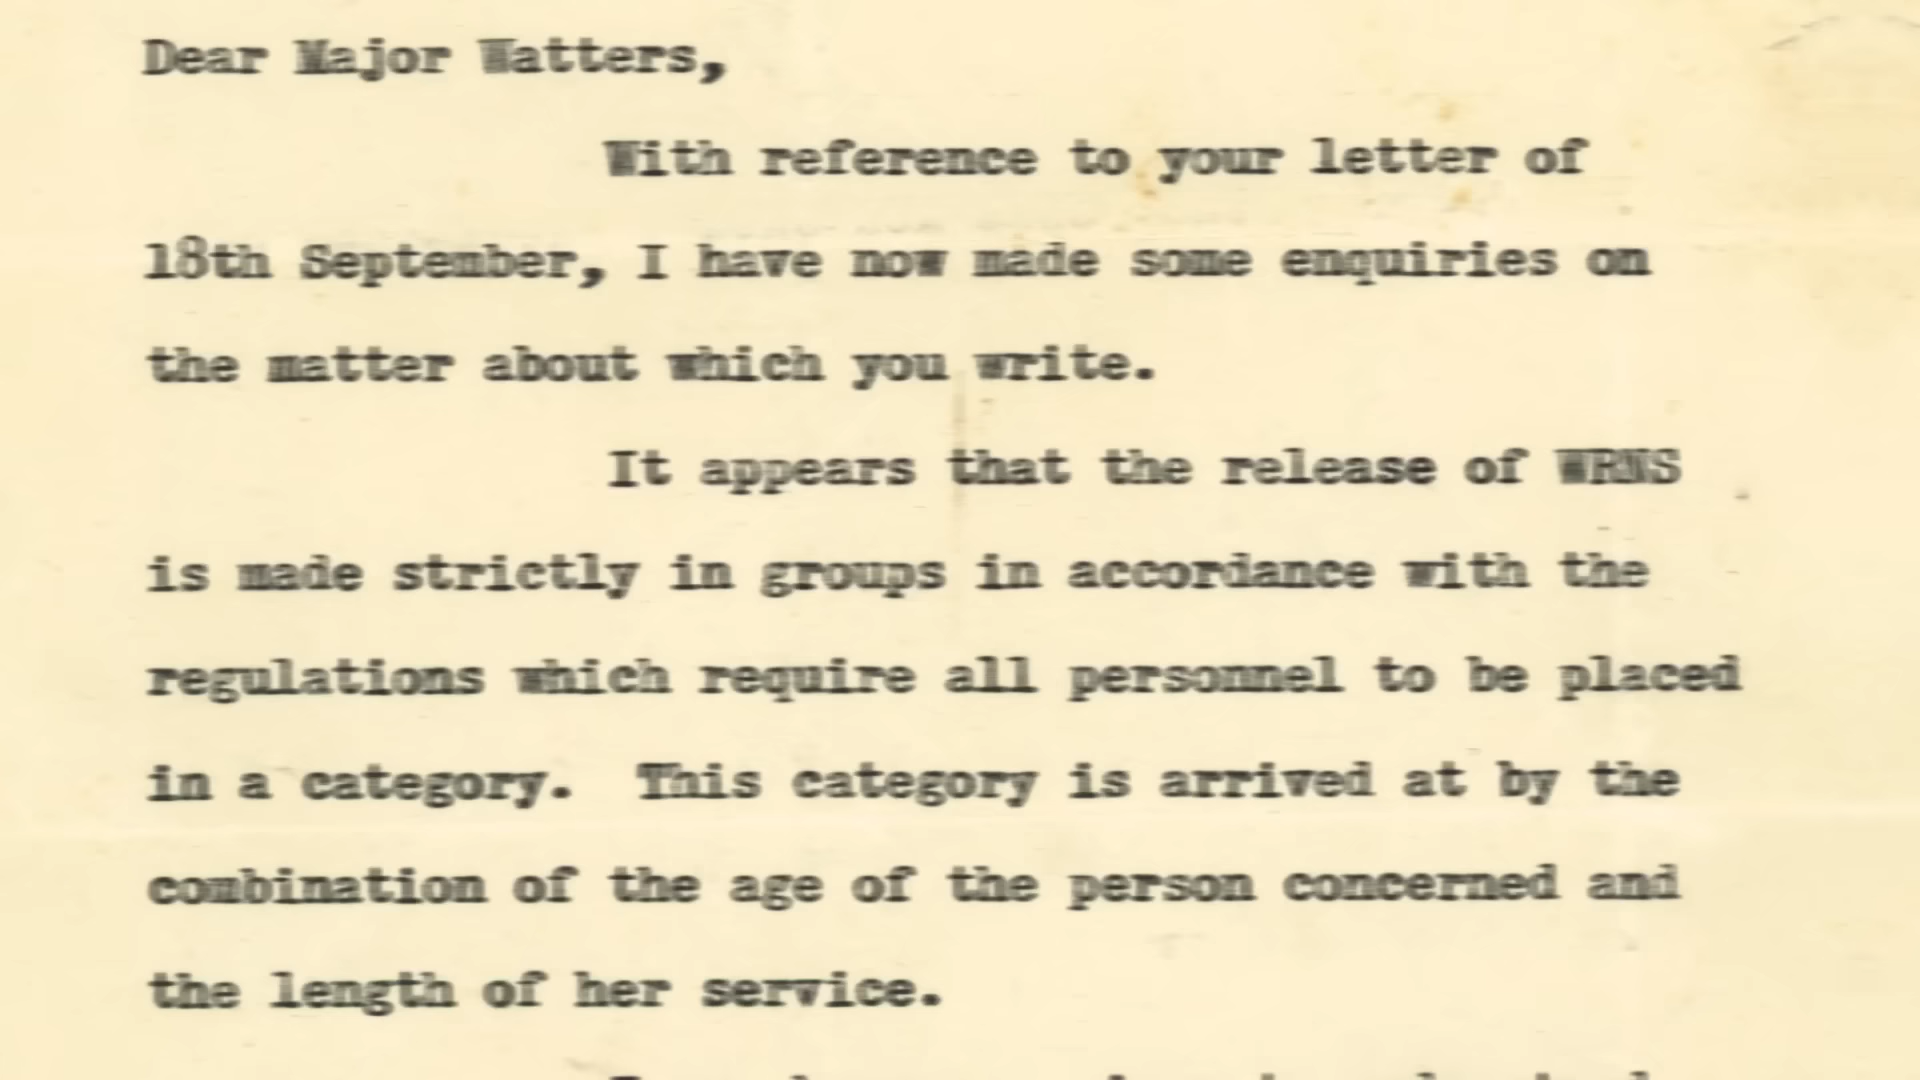 Dear Major Watters,
With reference to your letter of
18th September, I have now made some enquiries on
the matter about which you write.
It appears that the release of WRNS
is made strictly in groups in accordance with the
regulations which require all personnel to be placed
in a category. This category is arrived at by the
combination of the age of the person concerned and
the length of her service.